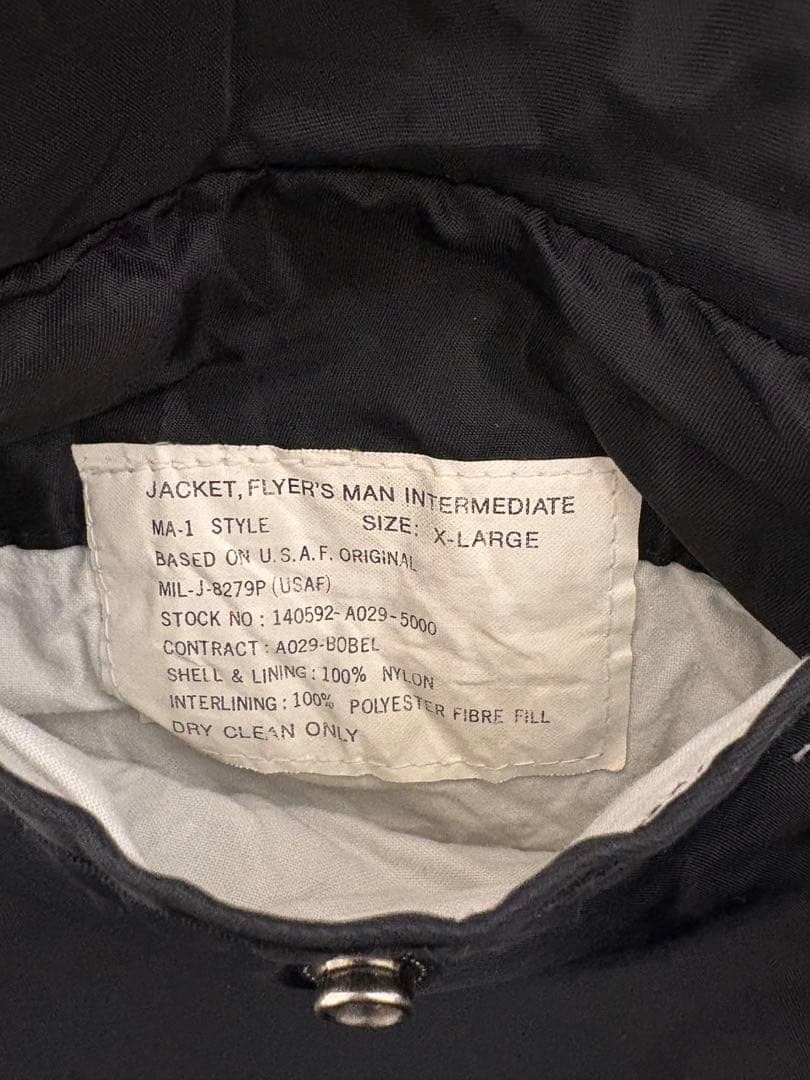 JACKET, FLYER'S MAN INTERMEDIATE
MA-1 STYLE SIZE: X-LARGE
BASED ON U.S.A.F. ORIGINAL
MIL-J-8279P (USAF)
STOCK NO : 140592-A029-5000
CONTRACT : A029-BOBEL
SHELL & LINING : 100% NYLON
INTERLINING : 100% POLYESTER FIBRE FILL
DRY CLEAN ONLY